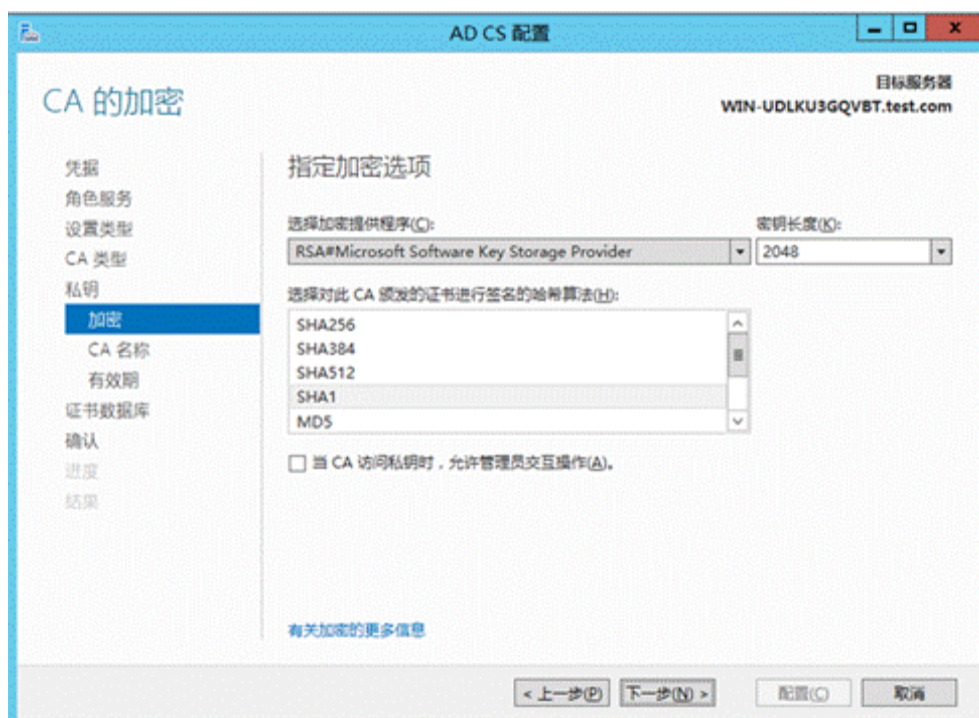 AD CS 配置
CA 的加密
目标服务器
WIN-UDLKU3GQVBT.test.com
凭据
角色服务
设置类型
CA 类型
私钥
加密
CA 名称
有效期
证书数据库
确认
进度
结果
指定加密选项
选择加密提供程序(C):
密钥长度(K):
RSA#Microsoft Software Key Storage Provider
2048
选择对此 CA 颁发的证书进行签名的哈希算法(H):
SHA256
SHA384
SHA512
SHA1
MD5
当 CA 访问私钥时，允许管理员交互操作(A)。
有关加密的更多信息
< 上一步(P)
下一步(N) >
配置(C)
取消